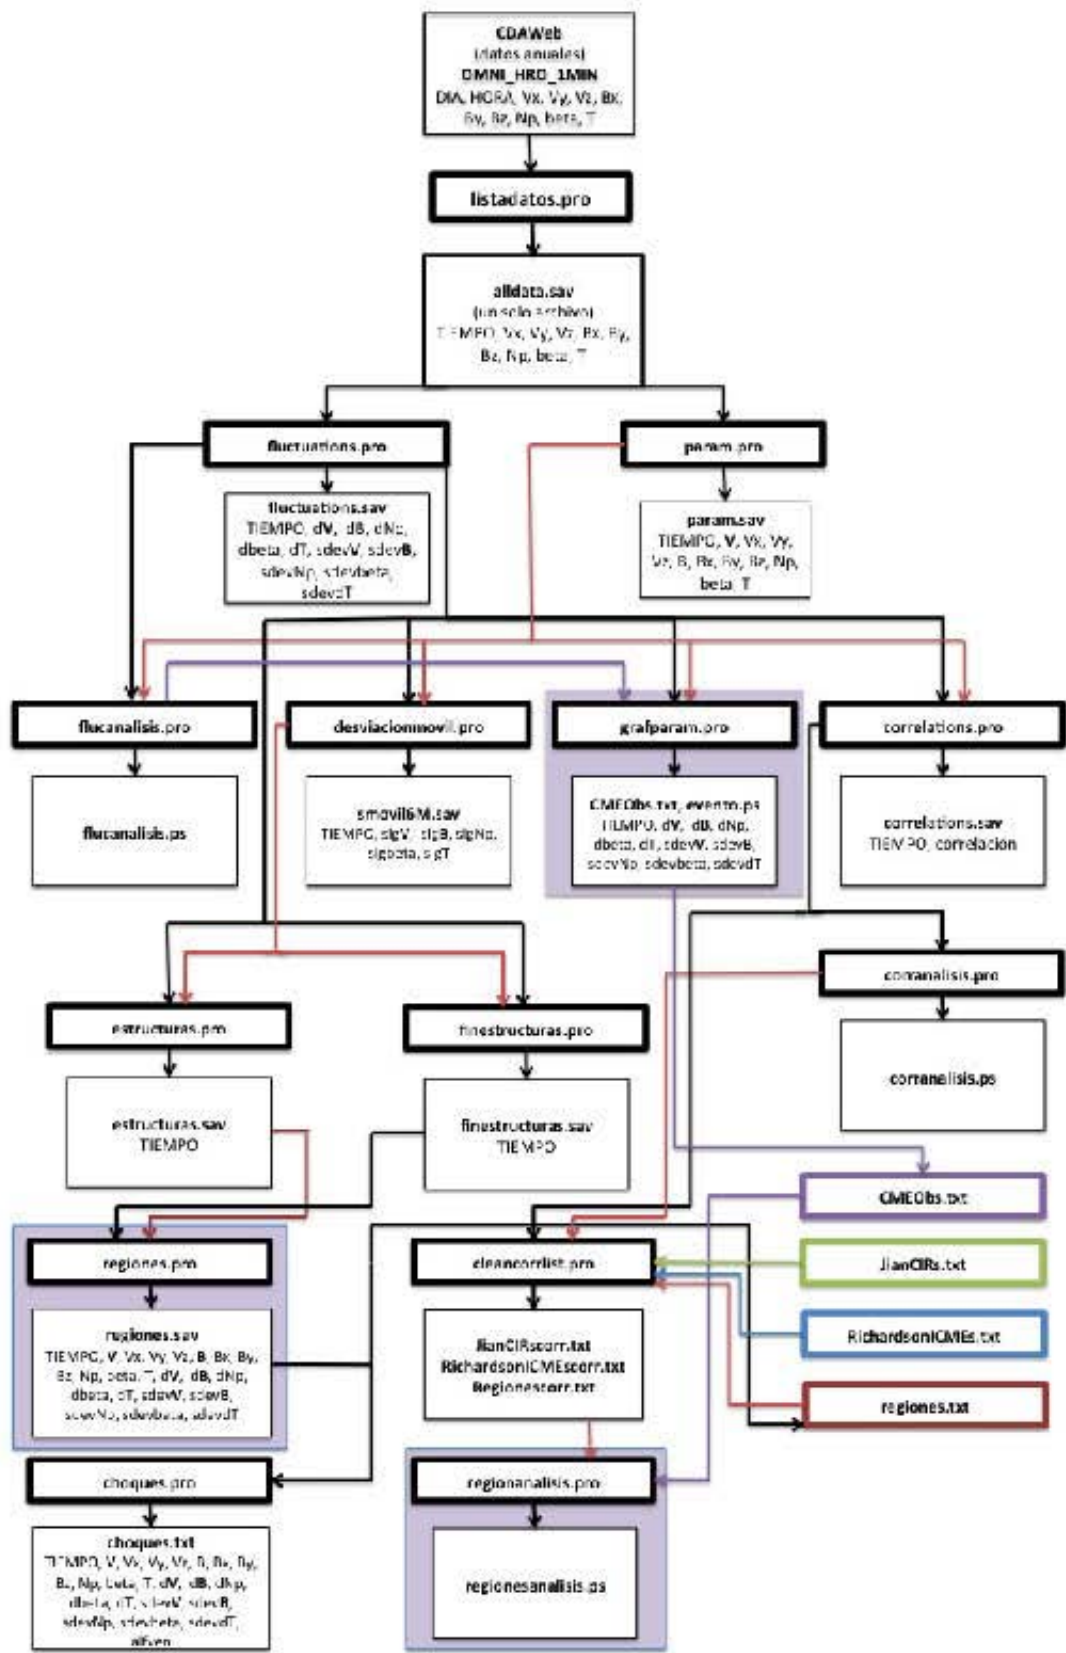 CDAWeb
(datos anuales)
OMNI_HRO_1MIN
DIA, HORA, Vx, Vy, Vz, Bx,
By, Bz, Np, beta, T
listadatos.pro
alldata.sav
(un solo archivo)
TIEMPO, Vx, Vy, Vz, Bx, By,
Bz, Np, beta, T
fluctuations.pro
param.pro
fluctuations.sav
TIEMPO, dV, dB, dNp,
dbeta, dT, sdevV, sdevB,
sdevNp, sdevbeta,
sdevdT
param.sav
TIEMPO, V, Vx, Vy,
Vz, B, Bx, By, Bz, Np,
beta, T
flucanalisis.pro
desviacionmovil.pro
grafparam.pro
correlations.pro
flucanalisis.ps
smovil6M.sav
TIEMPO, sigV, sigB, sigNp,
sigbeta, sigT
CMEObs.txt, evento.ps
TIEMPO, dV, dB, dNp,
dbeta, dT, sdevV, sdevB,
sdevNp, sdevbeta, sdevdT
correlations.sav
TIEMPO, correlación
corranalisis.pro
estructuras.pro
finestructuras.pro
corranalisis.ps
estructuras.sav
TIEMPO
finestructuras.sav
TIEMPO
CMEObs.txt
regiones.pro
cleancorrlist.pro
JianCIRs.txt
regiones.sav
TIEMPO, V, Vx, Vy, Vz, B, Bx, By,
Bz, Np, beta, T, dV, dB, dNp,
dbeta, dT, sdevV, sdevB,
sdevNp, sdevbeta, sdevdT
JianCIRscorr.txt
RichardsonICMEscorr.txt
Regionescorr.txt
RichardsonICMEs.txt
regiones.txt
choques.pro
regionanalisis.pro
choques.txt
TIEMPO, V, Vx, Vy, Vz, B, Bx, By,
Bz, Np, beta, T, dV, dB, dNp,
dbeta, dT, sdevV, sdevB,
sdevNp, sdevbeta, sdevdT,
alfven
regionesanalisis.ps